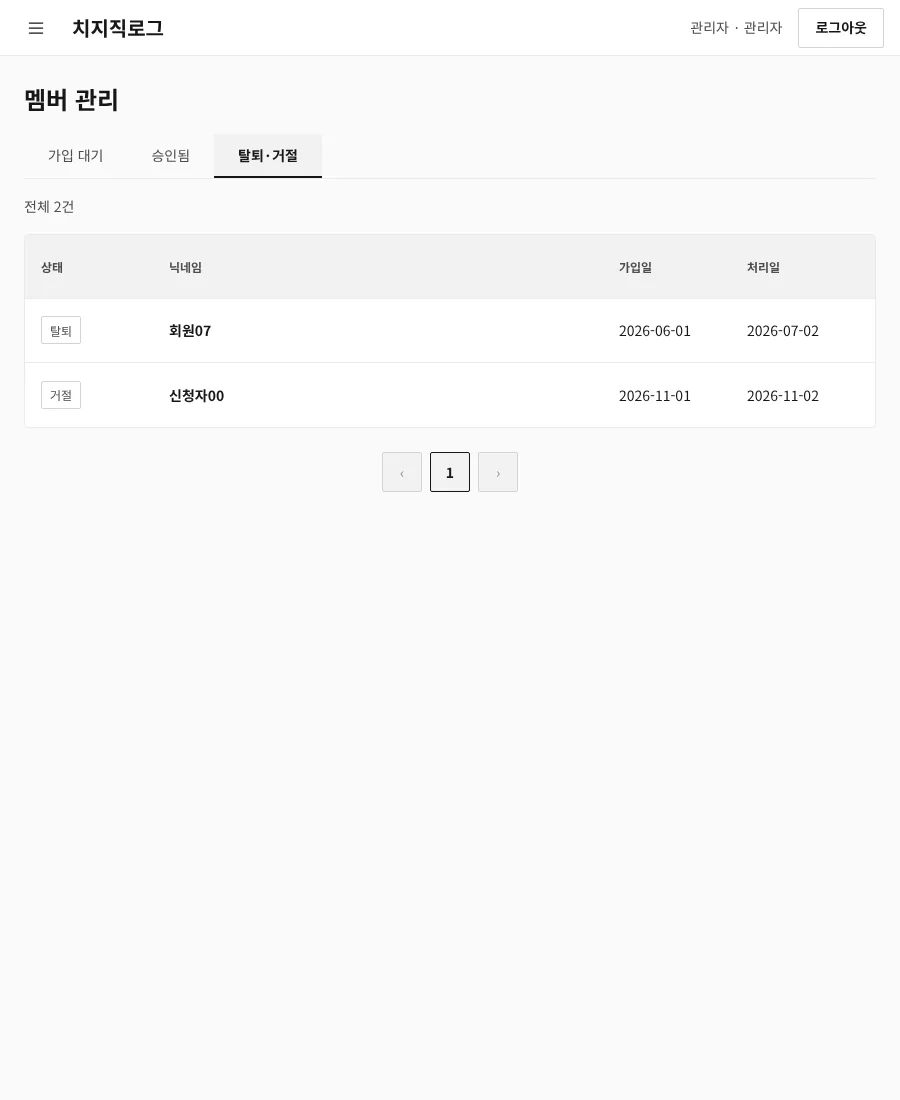 치지직로그
관리자 · 관리자
로그아웃
멤버 관리
가입 대기
승인됨
탈퇴·거절
전체 2건
상태 닉네임 가입일 처리일
탈퇴 회원07 2026-06-01 2026-07-02
거절 신청자00 2026-11-01 2026-11-02
‹ 1 ›